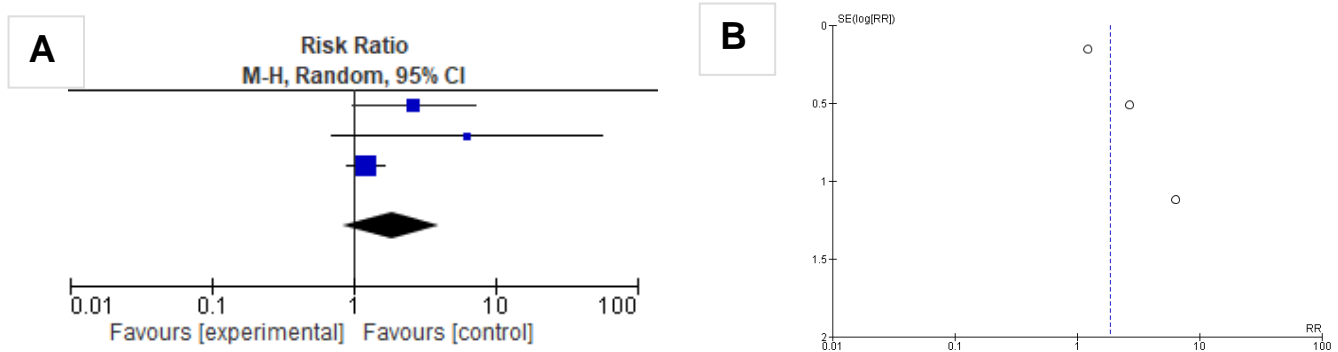 A
Risk Ratio
M-H, Random, 95% CI
0.01 0.1 1 10 100
Favours [experimental] Favours [control]
B
SE(log[RR])
0
0.5
1
1.5
2
RR
0.01 0.1 1 10 100